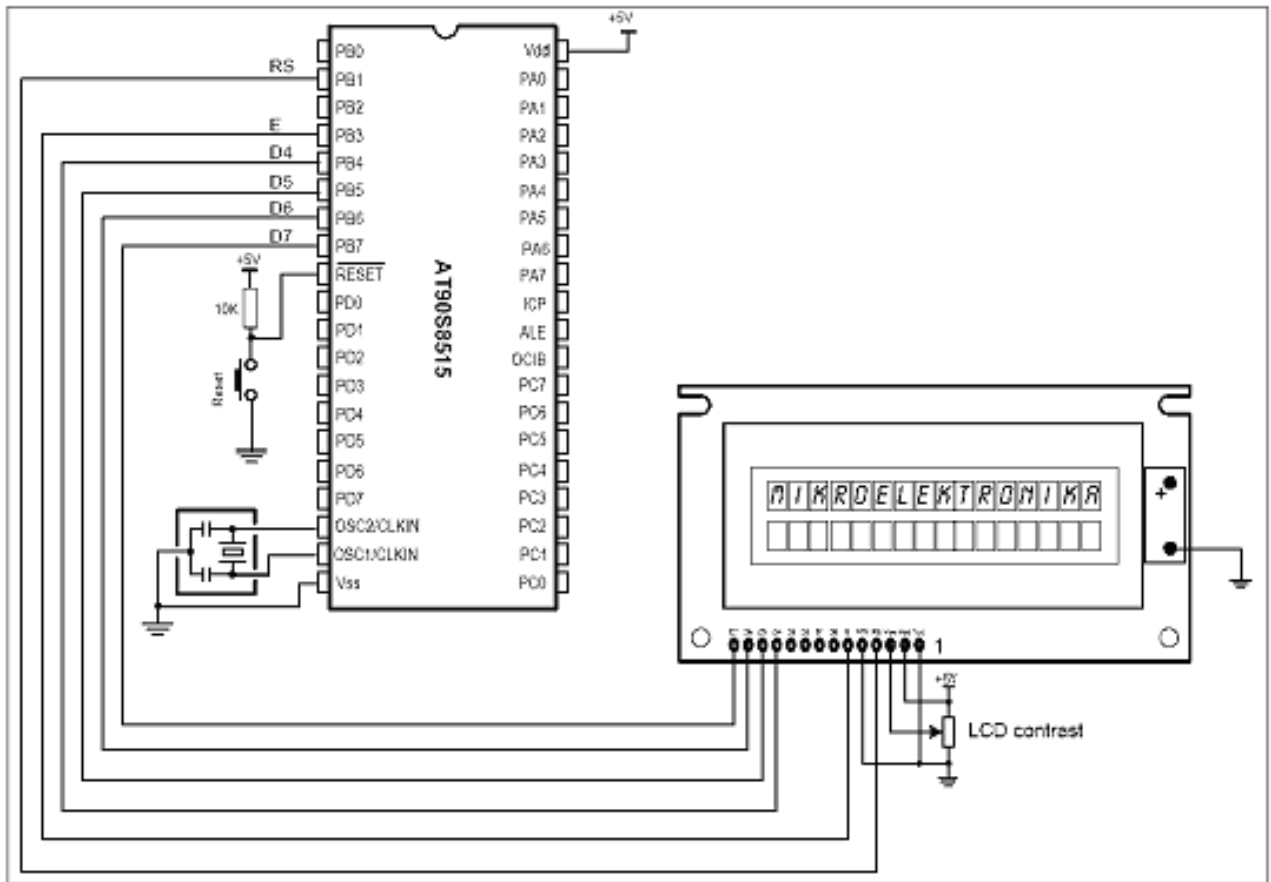 +5V
PB0 Vdd
RS
PB1 PA0
PB2 PA1
E
PB3 PA2
D4
PB4 PA3
D5
PB5 PA4
D6
PB6 PA5
D7
PB7 PA6
+5V
RESET PA7
10K
PD0 ICP
PD1 ALE
PD2 OCIB
Reset
PD3 PC7
PD4 PC6
PD5 PC5
PD6 PC4
PD7 PC3
OSC2/CLKIN PC2
OSC1/CLKIN PC1
Vss PC0
AT90S8515
MIKROELEKTRONIKA
+
1
+5V
LCD contrast